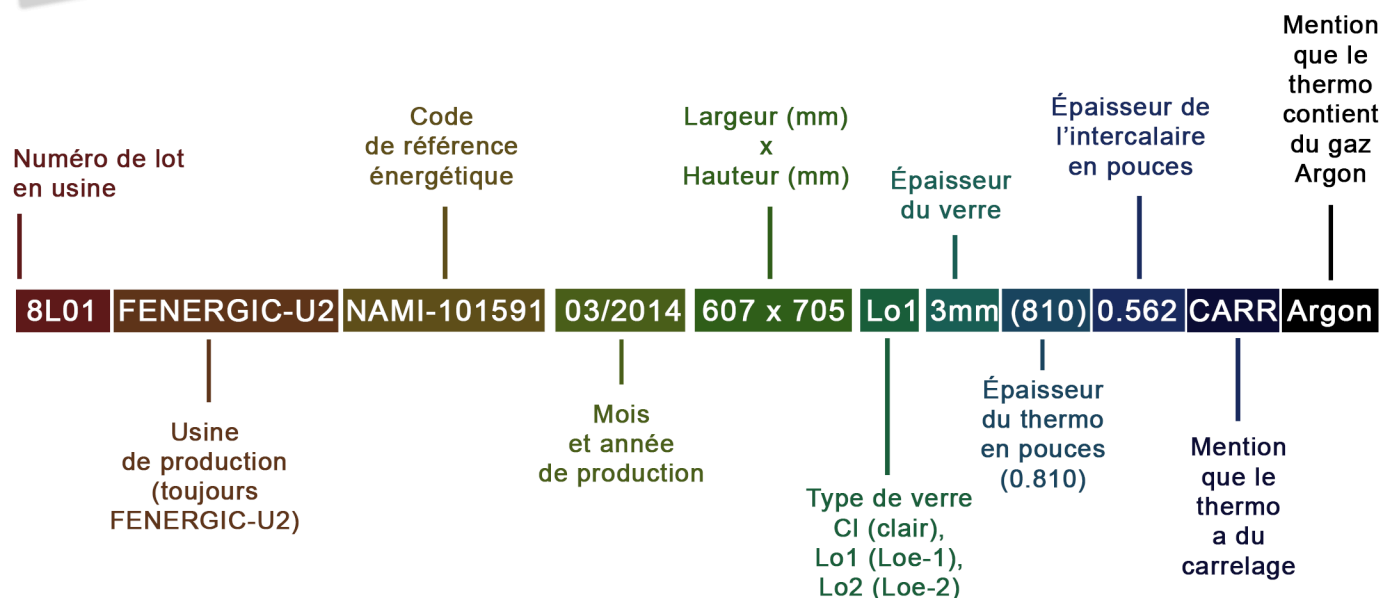 Numéro de lot
en usine
Code
de référence
énergétique
Largeur (mm)
x
Hauteur (mm)
Épaisseur
du verre
Épaisseur de
l'intercalaire
en pouces
Mention
que le
thermo
contient
du gaz
Argon
8L01 FENERGIC-U2 NAMI-101591 03/2014 607 x 705 Lo1 3mm (810) 0.562 CARR Argon
Usine
de production
(toujours
FENERGIC-U2)
Mois
et année
de production
Type de verre
Cl (clair),
Lo1 (Loe-1),
Lo2 (Loe-2)
Épaisseur
du thermo
en pouces
(0.810)
Mention
que le
thermo
a du
carrelage